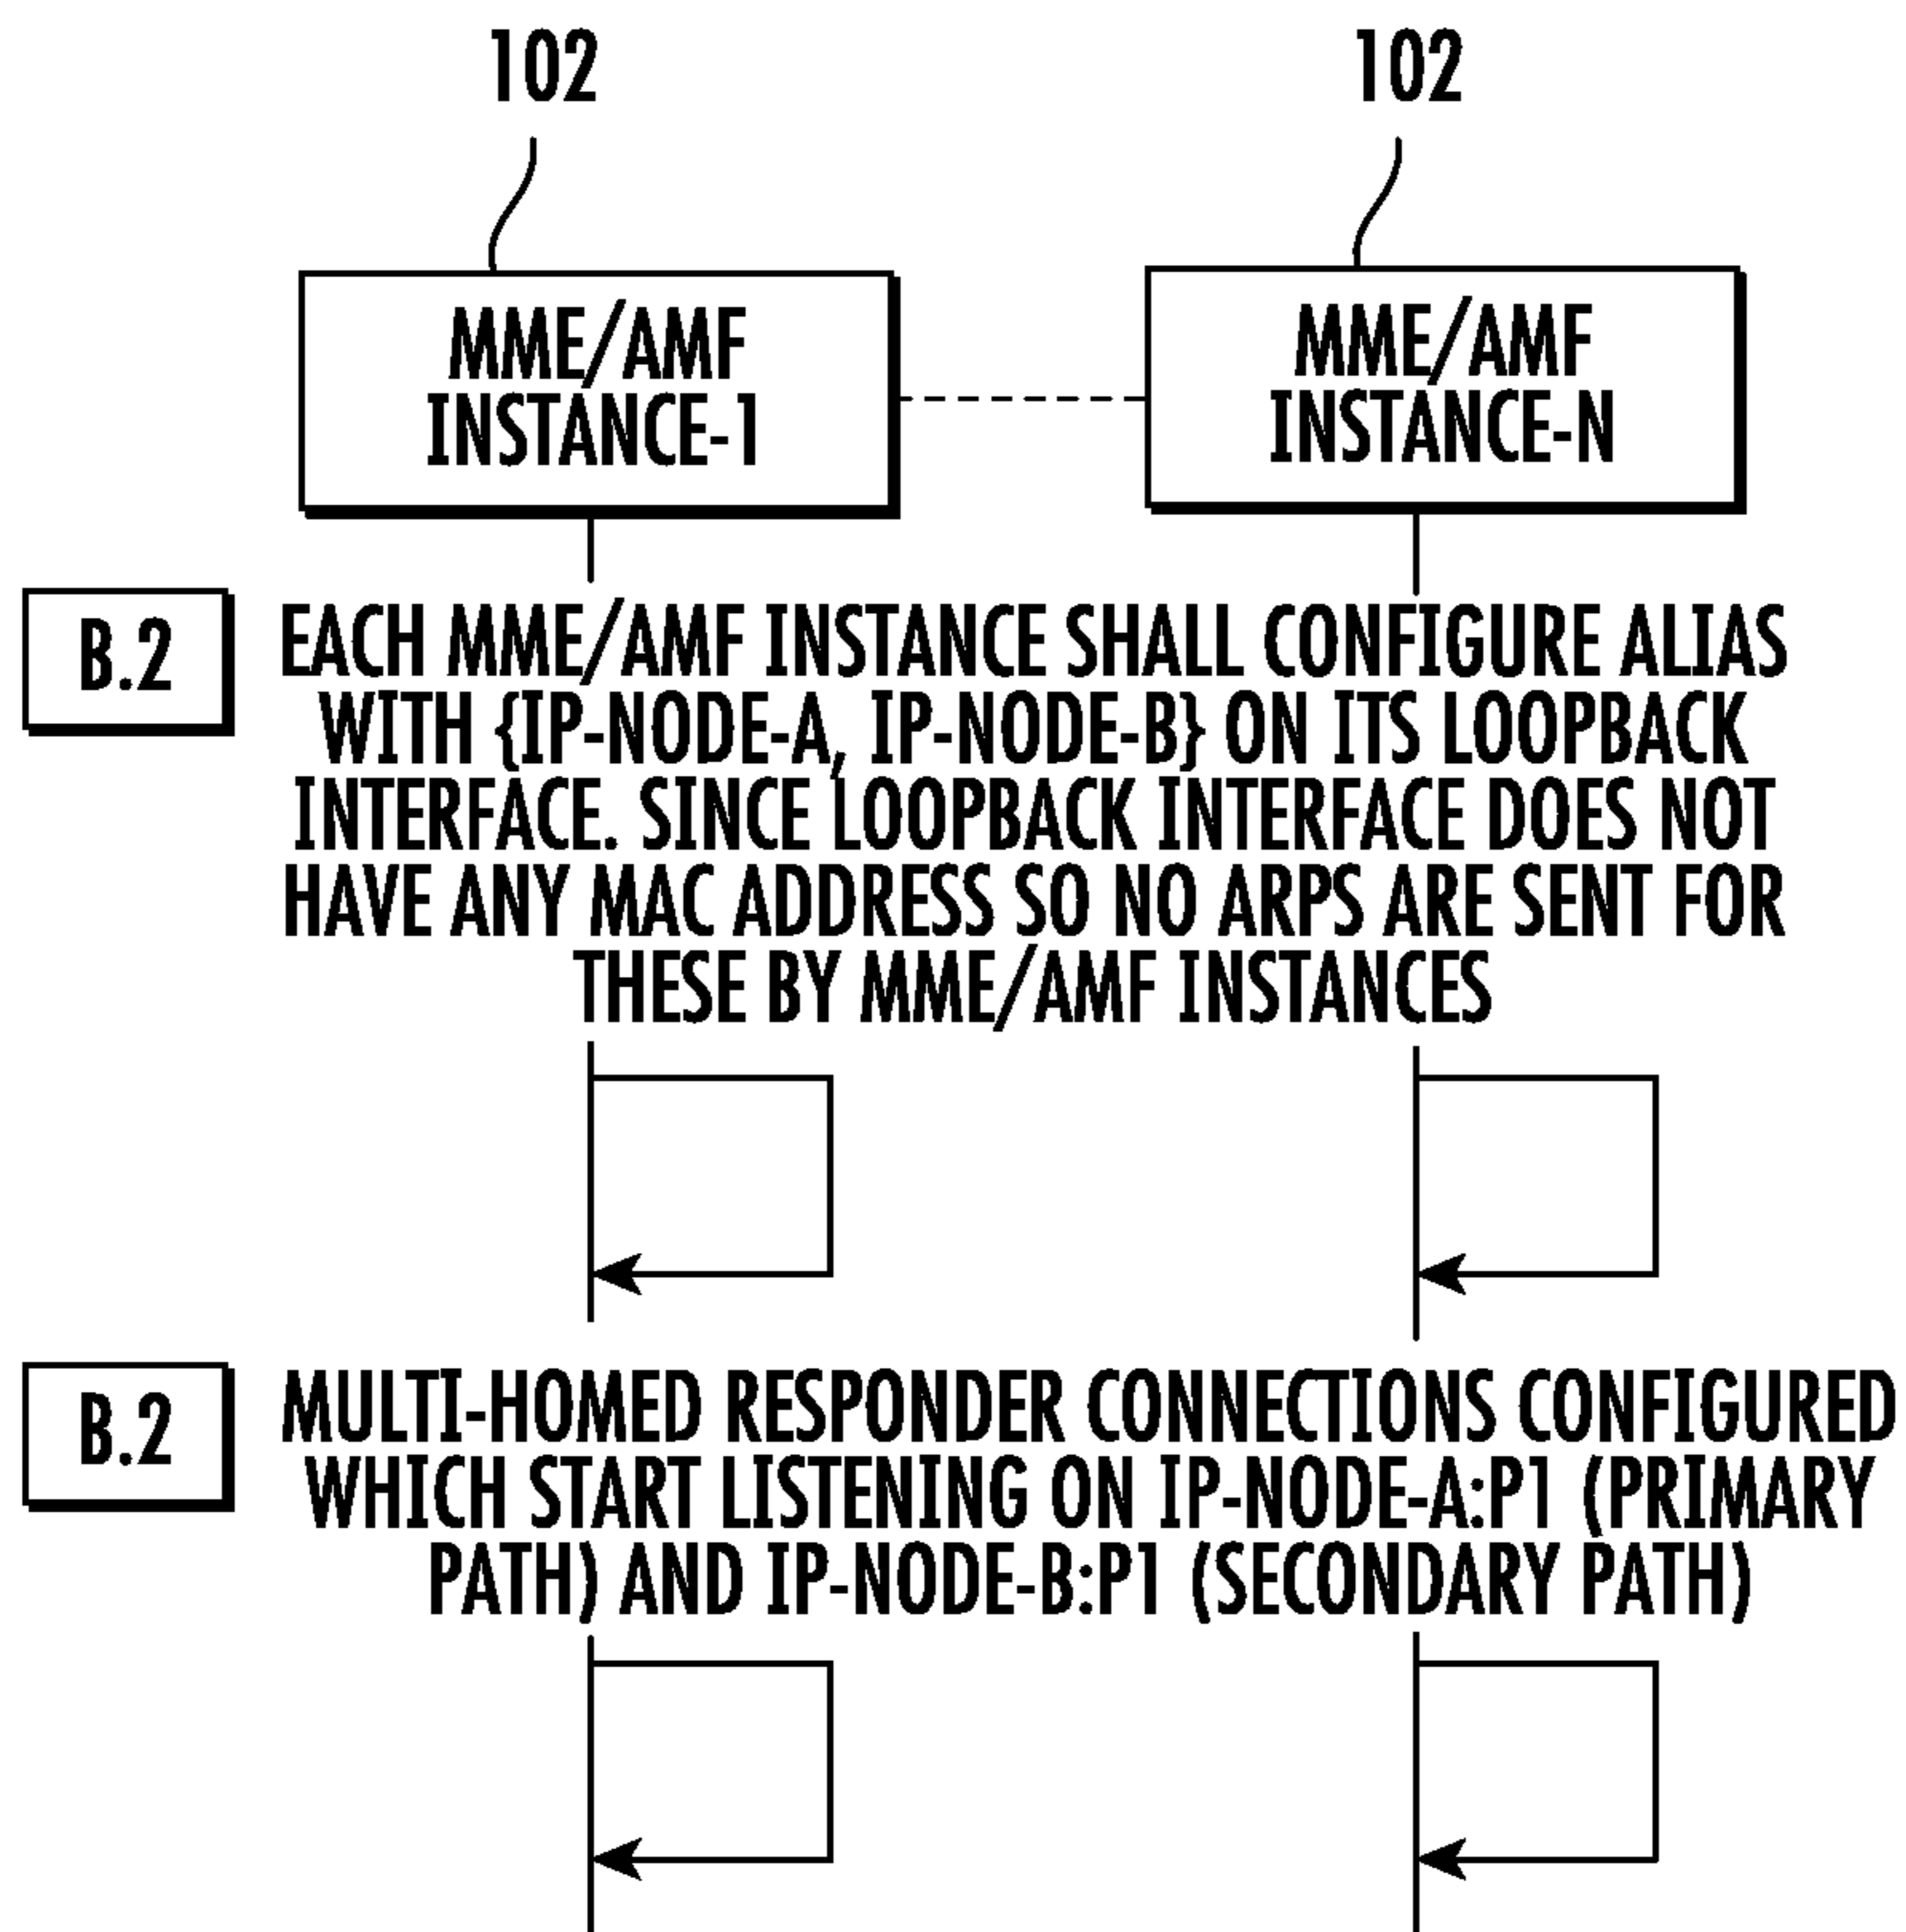 102
102
MME/AMF
INSTANCE-1
MME/AMF
INSTANCE-N
B.2
EACH MME/AMF INSTANCE SHALL CONFIGURE ALIAS
WITH {IP-NODE-A, IP-NODE-B} ON ITS LOOPBACK
INTERFACE. SINCE LOOPBACK INTERFACE DOES NOT
HAVE ANY MAC ADDRESS SO NO ARPS ARE SENT FOR
THESE BY MME/AMF INSTANCES
B.2
MULTI-HOMED RESPONDER CONNECTIONS CONFIGURED
WHICH START LISTENING ON IP-NODE-A:P1 (PRIMARY
PATH) AND IP-NODE-B:P1 (SECONDARY PATH)